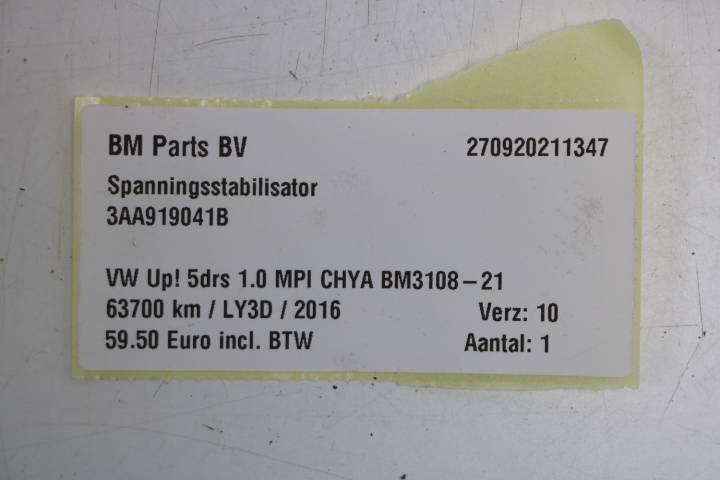 BM Parts BV 270920211347
Spanningsstabilisator
3AA919041B
VW Up! 5drs 1.0 MPI CHYA BM3108-21
63700 km / LY3D / 2016 Verz: 10
59.50 Euro incl. BTW Aantal: 1